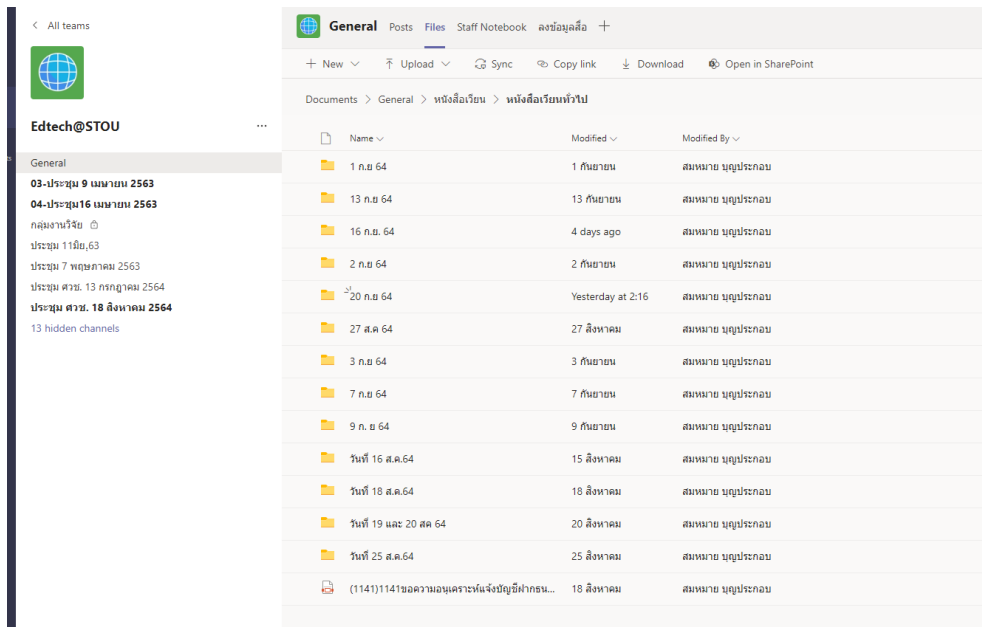 All teams
Edtech@STOU
...
General
03-ประชุม 9 เมษายน 2563
04-ประชุม16 เมษายน 2563
กลุ่มงานวิจัย
ประชุม 11มิย,63
ประชุม 7 พฤษภาคม 2563
ประชุม ศวช. 13 กรกฎาคม 2564
ประชุม ศวช. 18 สิงหาคม 2564
13 hidden channels
General Posts Files Staff Notebook ลงข้อมูลสื่อ
New Upload Sync Copy link Download Open in SharePoint
Documents > General > หนังสือเวียน > หนังสือเวียนทั่วไป
Name Modified Modified By
1 ก.ย 64 1 กันยายน สมหมาย บุญประกอบ
13 ก.ย 64 13 กันยายน สมหมาย บุญประกอบ
16 ก.ย. 64 4 days ago สมหมาย บุญประกอบ
2 ก.ย 64 2 กันยายน สมหมาย บุญประกอบ
20 ก.ย 64 Yesterday at 2:16 สมหมาย บุญประกอบ
27 ส.ค 64 27 สิงหาคม สมหมาย บุญประกอบ
3 ก.ย 64 3 กันยายน สมหมาย บุญประกอบ
7 ก.ย 64 7 กันยายน สมหมาย บุญประกอบ
9 ก. ย 64 9 กันยายน สมหมาย บุญประกอบ
วันที่ 16 ส.ค.64 15 สิงหาคม สมหมาย บุญประกอบ
วันที่ 18 ส.ค.64 18 สิงหาคม สมหมาย บุญประกอบ
วันที่ 19 และ 20 สค 64 20 สิงหาคม สมหมาย บุญประกอบ
วันที่ 25 ส.ค.64 25 สิงหาคม สมหมาย บุญประกอบ
(1141)1141ขอความอนุเคราะห์แจ้งบัญชีฝากธน... 18 สิงหาคม สมหมาย บุญประกอบ